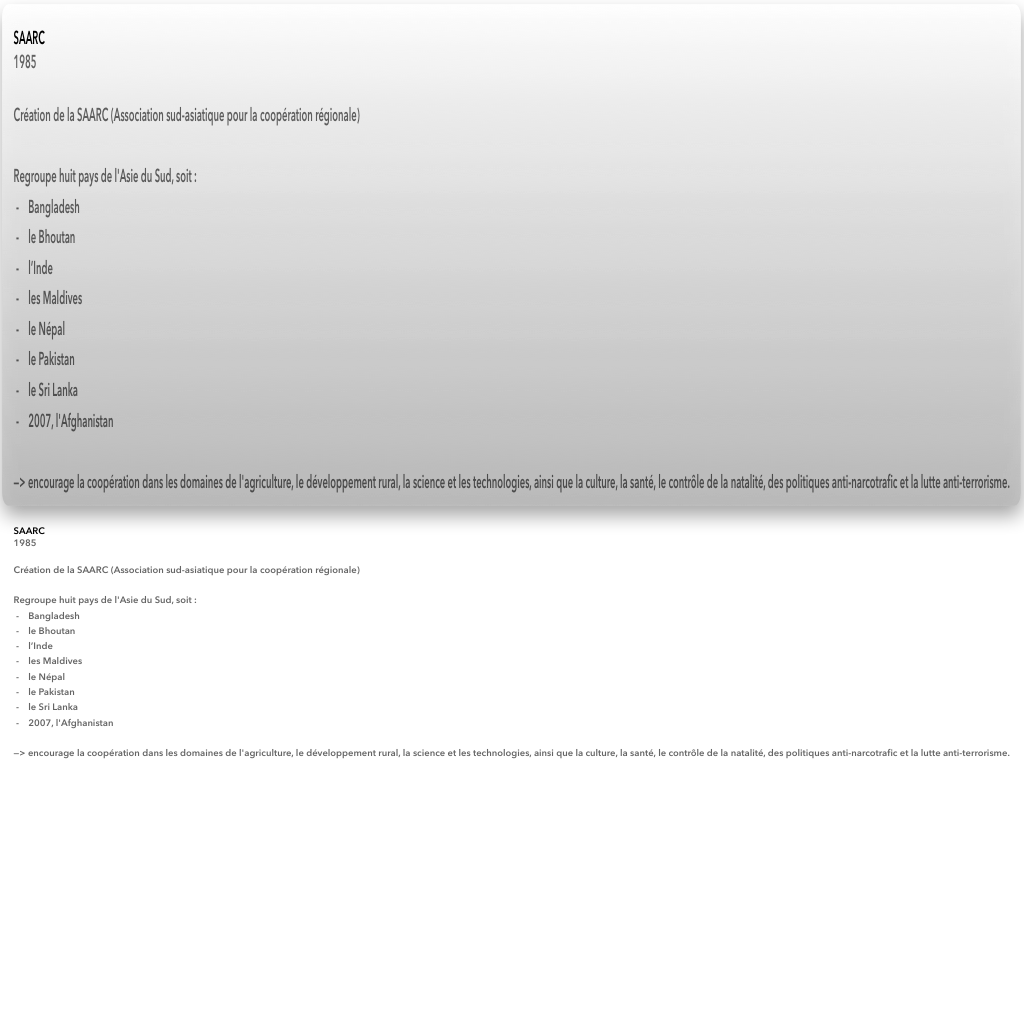 SAARC
1985
Création de la SAARC (Association sud-asiatique pour la coopération régionale)
Regroupe huit pays de l'Asie du Sud, soit :
- Bangladesh
- le Bhoutan
- l’Inde
- les Maldives
- le Népal
- le Pakistan
- le Sri Lanka
- 2007, l'Afghanistan
—> encourage la coopération dans les domaines de l'agriculture, le développement rural, la science et les technologies, ainsi que la culture, la santé, le contrôle de la natalité, des politiques anti-narcotrafic et la lutte anti-terrorisme.
SAARC
1985
Création de la SAARC (Association sud-asiatique pour la coopération régionale)
Regroupe huit pays de l'Asie du Sud, soit :
- Bangladesh
- le Bhoutan
- l’Inde
- les Maldives
- le Népal
- le Pakistan
- le Sri Lanka
- 2007, l'Afghanistan
—> encourage la coopération dans les domaines de l'agriculture, le développement rural, la science et les technologies, ainsi que la culture, la santé, le contrôle de la natalité, des politiques anti-narcotrafic et la lutte anti-terrorisme.